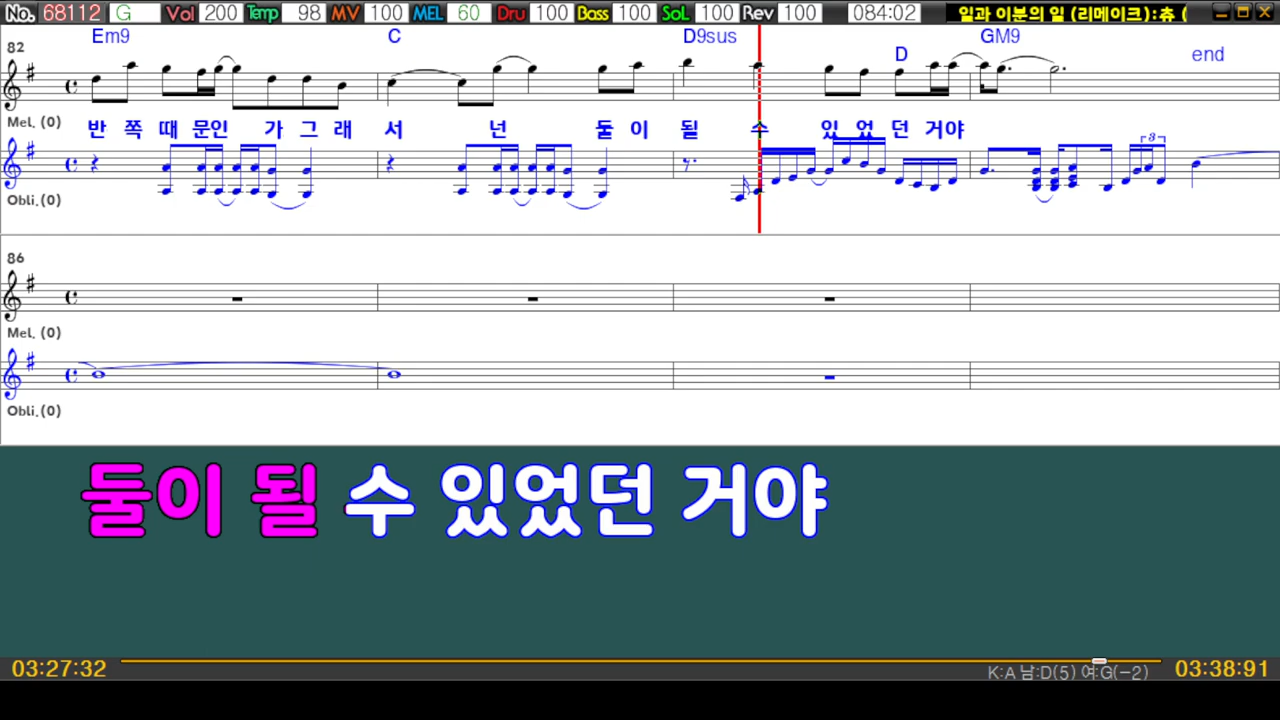 No. 68112 G Vol 200 Temp 98 MV 100 MEL 60 Dru 100 Bass 100 SoL 100 Rev 100 084:02 일과 이분의 일 (리메이크):츄 (
82 Em9 C D9sus D GM9 end
Mel. (0) 반 쪽 때 문인 가 그 래 서 넌 둘 이 될 수 있 었 던 거야
3
Obli.(0)
86
Mel. (0)
Obli.(0)
둘이 될 수 있었던 거야
03:27:32 K:A 남:D(5) 여:G(-2) 03:38:91